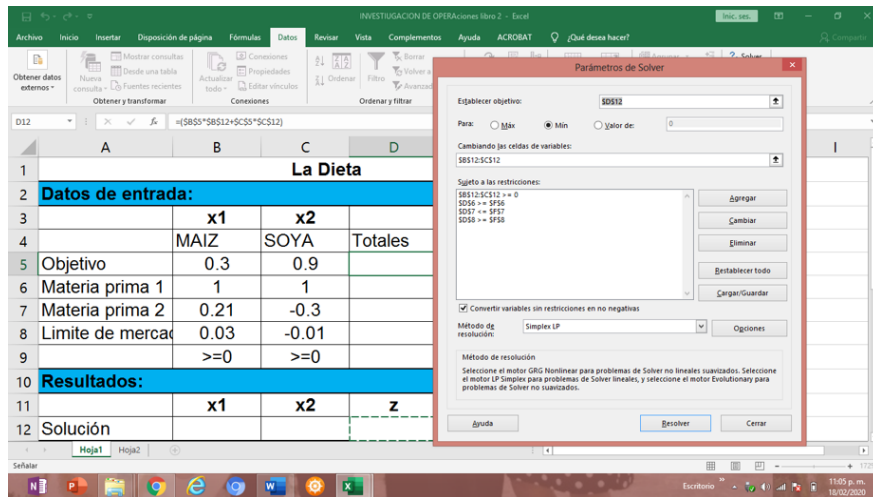 INVESTIUGACION DE OPERAciones libro 2 - Excel
Inic. ses.
Archivo Inicio Insertar Disposición de página Fórmulas Datos Revisar Vista Complementos Ayuda ACROBAT ¿Qué desea hacer? Compartir
Obtener datos externos
Nueva consulta
Mostrar consultas
Desde una tabla
Fuentes recientes
Obtener y transformar
Actualizar todo
Conexiones
Propiedades
Editar vínculos
Conexiones
Ordenar
Filtro
Borrar
Volver a
Avanzad
Ordenar y filtrar
Solver
D12 fx =($B$5*$B$12+$C$5*$C$12)
A B C D I
1 La Dieta
2 Datos de entrada:
3 x1 x2
4 MAIZ SOYA Totales
5 Objetivo 0.3 0.9
6 Materia prima 1 1 1
7 Materia prima 2 0.21 -0.3
8 Limite de mercad 0.03 -0.01
9 >=0 >=0
10 Resultados:
11 x1 x2 z
12 Solución
Hoja1 Hoja2
Señalar
Parámetros de Solver
Establecer objetivo: $D$12
Para: Máx Mín Valor de: 0
Cambiando las celdas de variables:
$B$12:$C$12
Sujeto a las restricciones:
$B$12:$C$12 >= 0
$D$6 >= $F$6
$D$7 <= $F$7
$D$8 >= $F$8
Agregar
Cambiar
Eliminar
Restablecer todo
Cargar/Guardar
Convertir variables sin restricciones en no negativas
Método de resolución: Simplex LP Opciones
Método de resolución
Seleccione el motor GRG Nonlinear para problemas de Solver no lineales suavizados. Seleccione
el motor LP Simplex para problemas de Solver lineales, y seleccione el motor Evolutionary para
problemas de Solver no suavizados.
Ayuda Resolver Cerrar
Escritorio
11:05 p. m.
18/02/2020